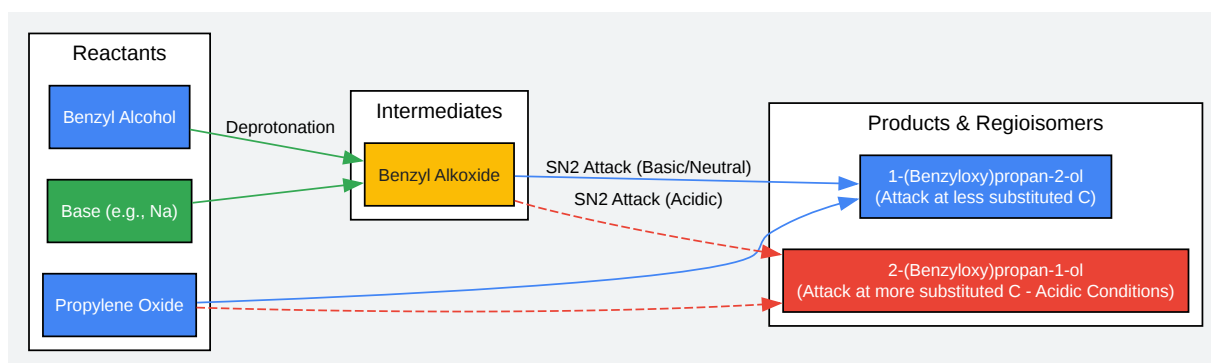 Reactants
Benzyl Alcohol
Base (e.g., Na)
Propylene Oxide
Deprotonation
Intermediates
Benzyl Alkoxide
SN2 Attack (Basic/Neutral)
SN2 Attack (Acidic)
Products & Regioisomers
1-(Benzyloxy)propan-2-ol
(Attack at less substituted C)
2-(Benzyloxy)propan-1-ol
(Attack at more substituted C - Acidic Conditions)